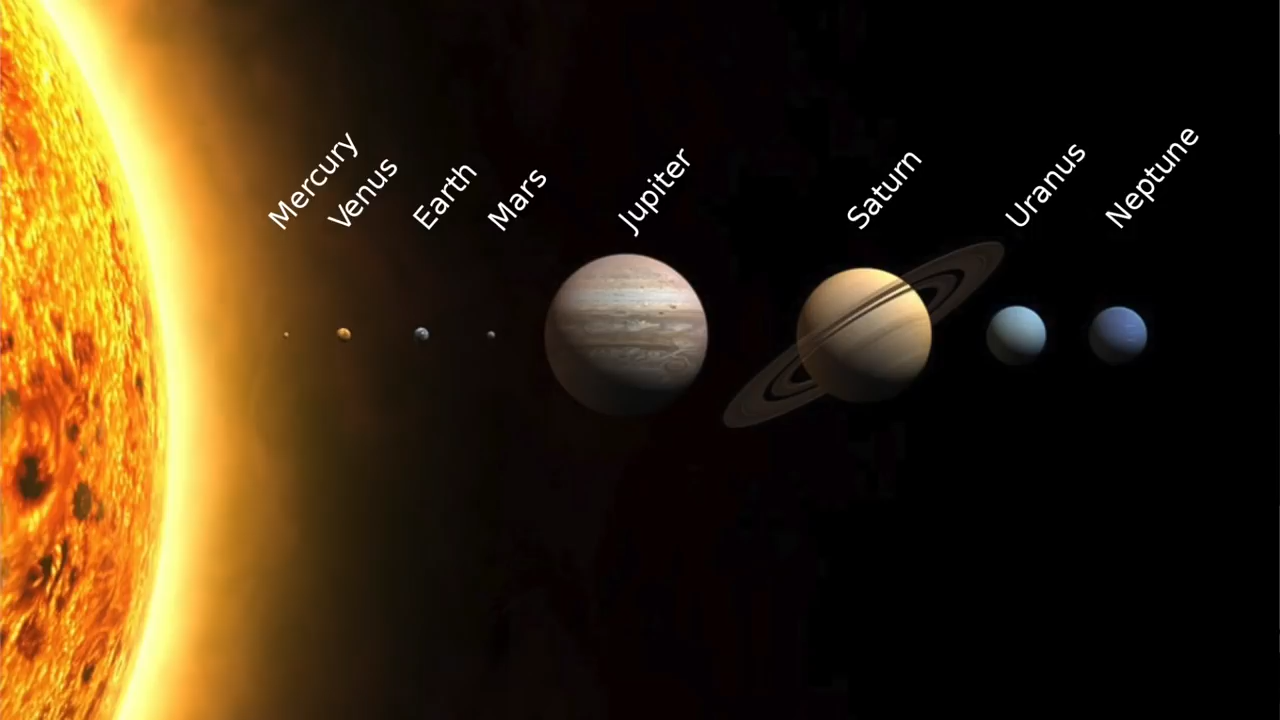 Mercury
Venus
Earth
Mars
Jupiter
Saturn
Uranus
Neptune